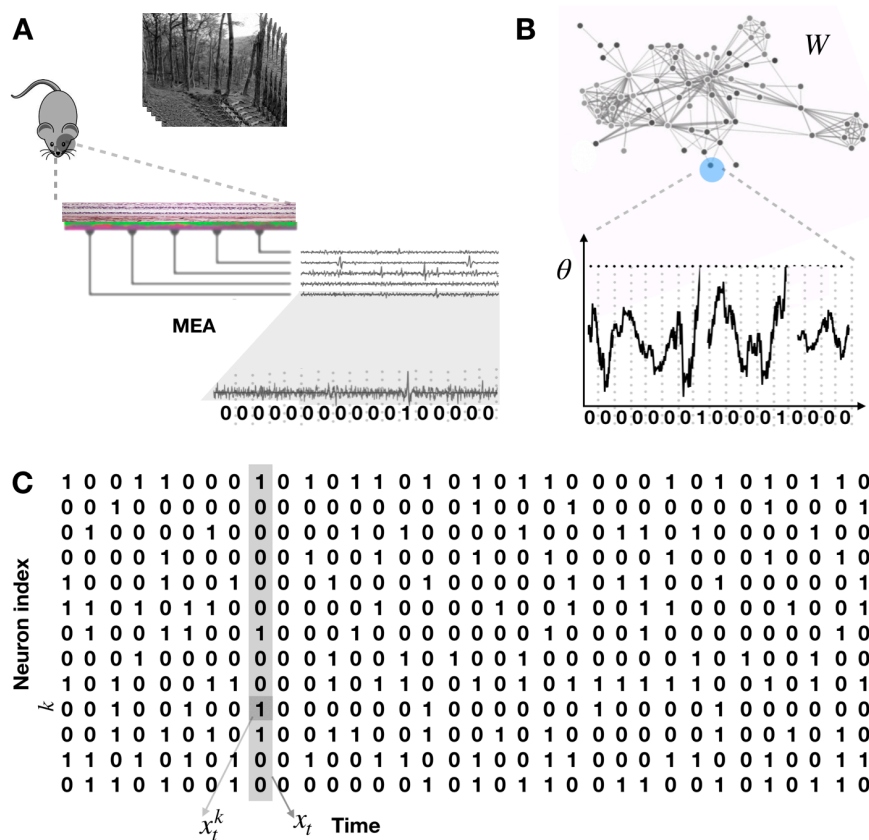 A
B
W
θ
MEA
00000000000100000
0000000010000010000
C
Neuron index
k
1 0 0 1 1 0 0 0 1 0 1 0 1 1 0 1 0 1 0 1 1 0 0 0 0 1 0 1 0 1 0 1 1 0
0 0 1 0 0 0 0 0 0 0 0 0 0 0 0 0 0 0 0 0 0 1 0 0 0 0 0 0 0 1 0 0 0 1
0 1 0 0 0 1 0 0 0 0 0 0 0 1 0 1 0 0 0 0 1 0 0 1 1 0 1 0 0 0 0 1 0 0
0 0 0 0 1 0 0 0 0 0 1 0 0 1 0 0 0 0 1 0 1 0 0 0 0 1 0 0 0 1 0 0 1 0
1 0 0 0 1 0 0 1 0 0 0 1 0 0 0 1 0 0 0 0 0 1 0 1 1 0 0 0 1 0 0 0 0 1
1 1 0 1 0 1 1 0 0 0 0 0 0 1 0 0 0 0 1 0 0 1 0 0 1 1 0 0 0 0 1 0 0 1
0 1 0 0 1 1 0 0 1 0 0 0 1 0 0 0 0 0 0 0 1 0 0 0 1 0 0 0 0 0 0 0 1 0
0 0 0 1 0 0 0 0 0 0 0 1 0 0 1 0 1 0 0 1 0 0 0 0 0 0 1 0 1 0 0 0 0 1
1 0 1 0 0 1 1 0 0 0 1 0 0 1 1 0 0 1 0 1 0 1 1 1 1 1 0 0 1 0 0 1 1 0
0 0 1 0 0 1 0 0 1 0 0 0 0 0 0 1 0 0 0 0 0 0 1 0 0 0 0 1 0 0 0 0 0 0
0 0 0 1 0 1 0 1 1 0 0 0 0 1 0 0 0 0 1 0 0 0 0 1 0 0 1 0 0 1 0 1 0 0
1 1 0 1 0 0 1 0 0 0 1 0 0 1 1 0 0 1 0 0 1 0 0 0 0 1 0 0 1 0 0 0 1 1
0 1 1 0 1 0 0 1 0 0 0 0 0 0 0 1 0 1 0 1 0 0 0 1 1 0 0 1 0 1 0 1 1 0
x_t^k
x_t
Time